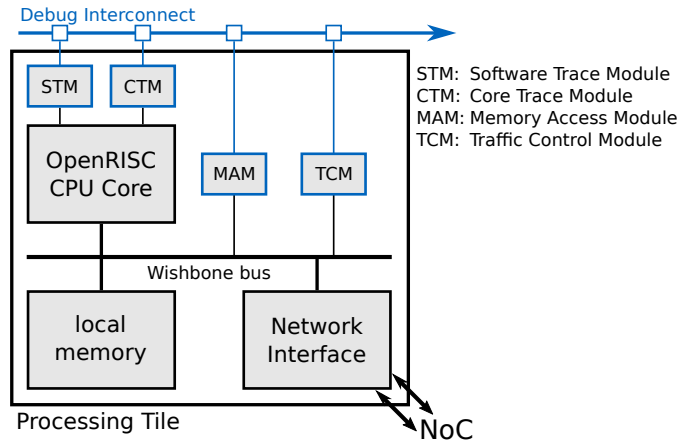 Debug Interconnect
STM: Software Trace Module
CTM: Core Trace Module
MAM: Memory Access Module
TCM: Traffic Control Module
STM
CTM
OpenRISC
CPU Core
MAM
TCM
Wishbone bus
local
memory
Network
Interface
Processing Tile
NoC